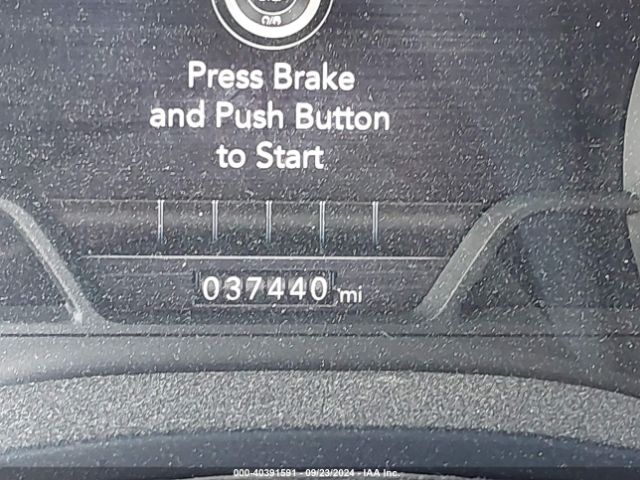 Press Brake
and Push Button
to Start
037440 mi
000-40391591 - 09/23/2024 - IAA Inc.